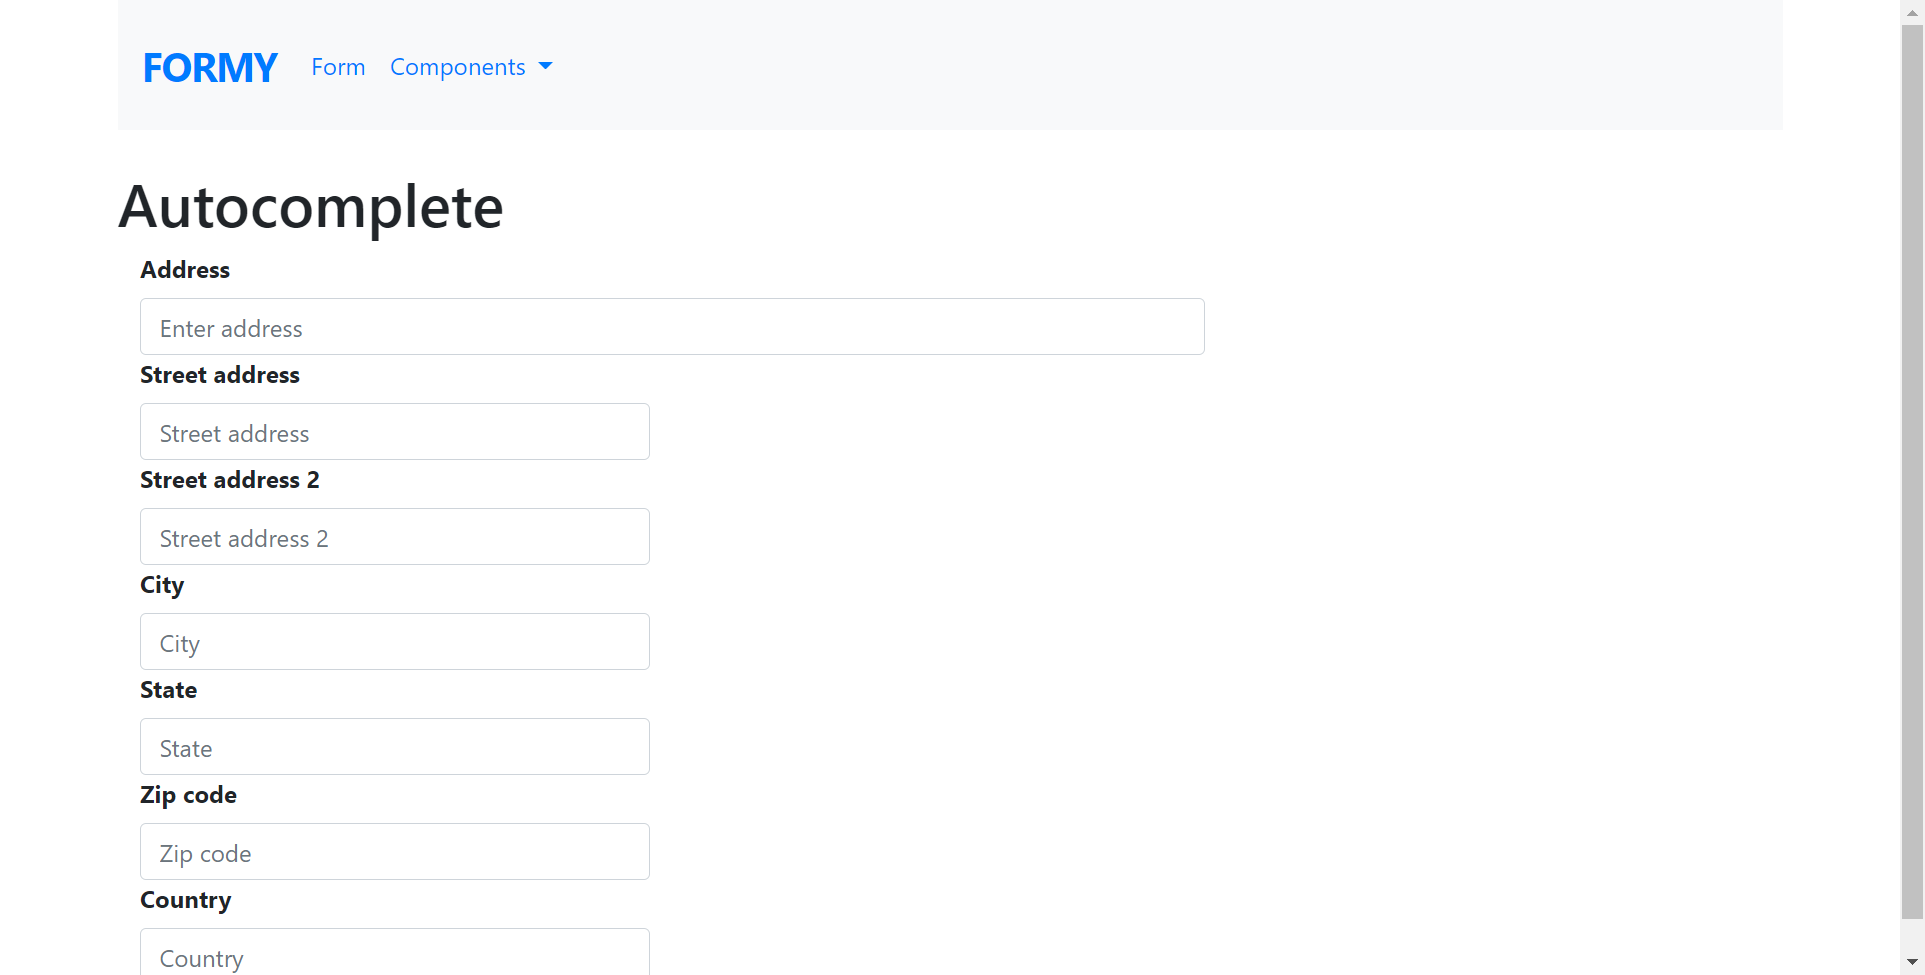 FORMY Form Components
Autocomplete
Address
Enter address
Street address
Street address
Street address 2
Street address 2
City
City
State
State
Zip code
Zip code
Country
Country